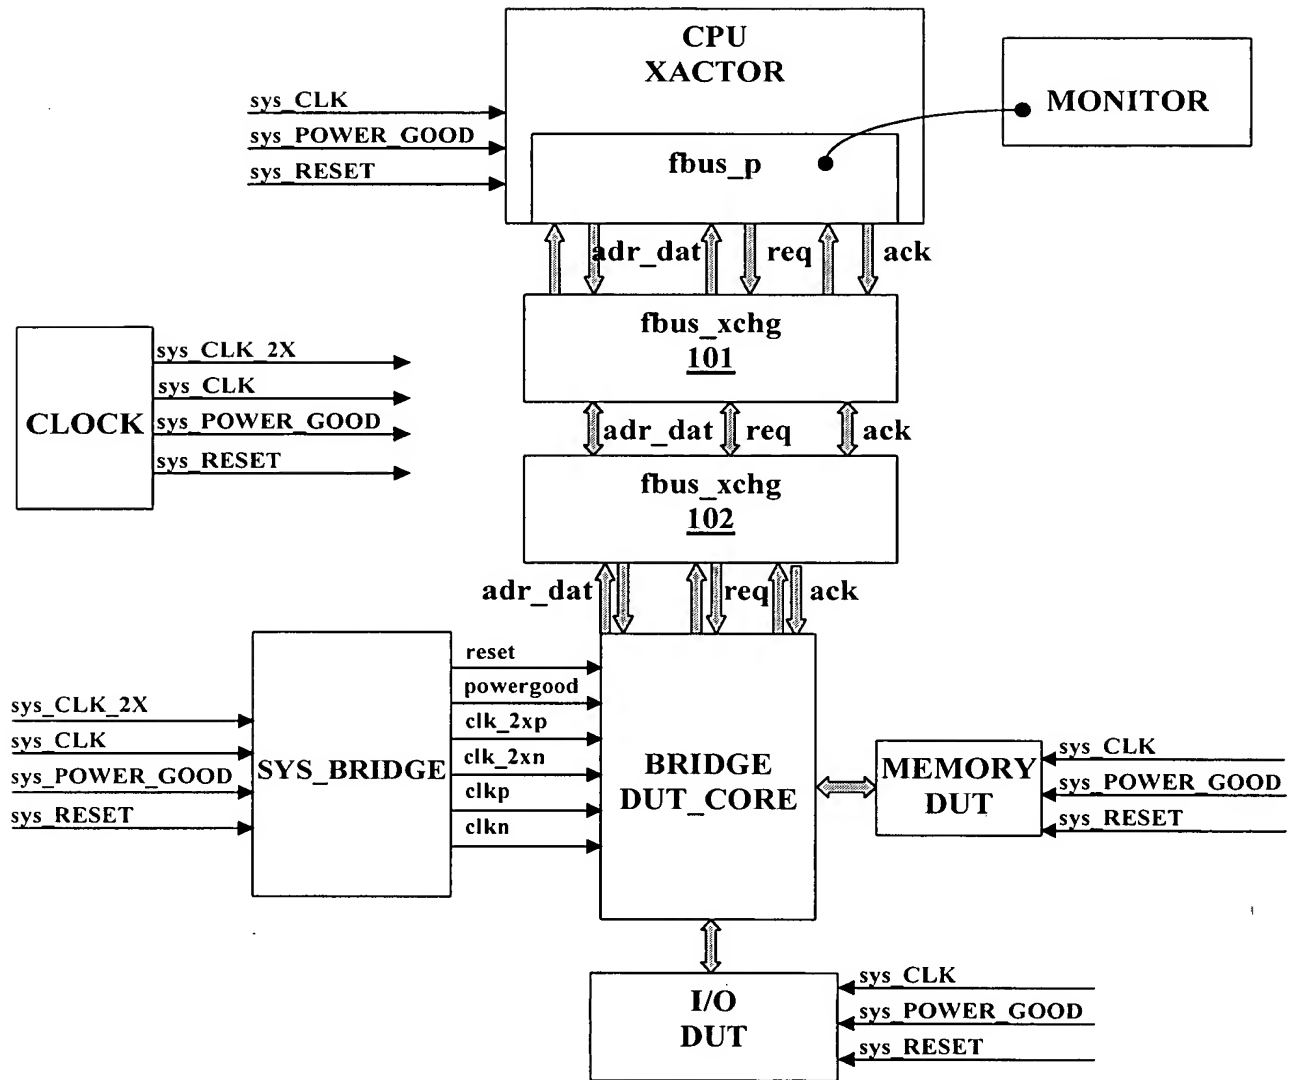 CPU
XACTOR
MONITOR
sys_CLK
sys_POWER_GOOD
sys_RESET
fbus_p
adr_dat req ack
fbus_xchg
101
CLOCK
sys_CLK_2X
sys_CLK
sys_POWER_GOOD
sys_RESET
adr_dat req ack
fbus_xchg
102
adr_dat req ack
sys_CLK_2X
sys_CLK
sys_POWER_GOOD
sys_RESET
SYS_BRIDGE
reset
powergood
clk_2xp
clk_2xn
clkp
clkn
BRIDGE
DUT_CORE
MEMORY
DUT
sys_CLK
sys_POWER_GOOD
sys_RESET
I/O
DUT
sys_CLK
sys_POWER_GOOD
sys_RESET